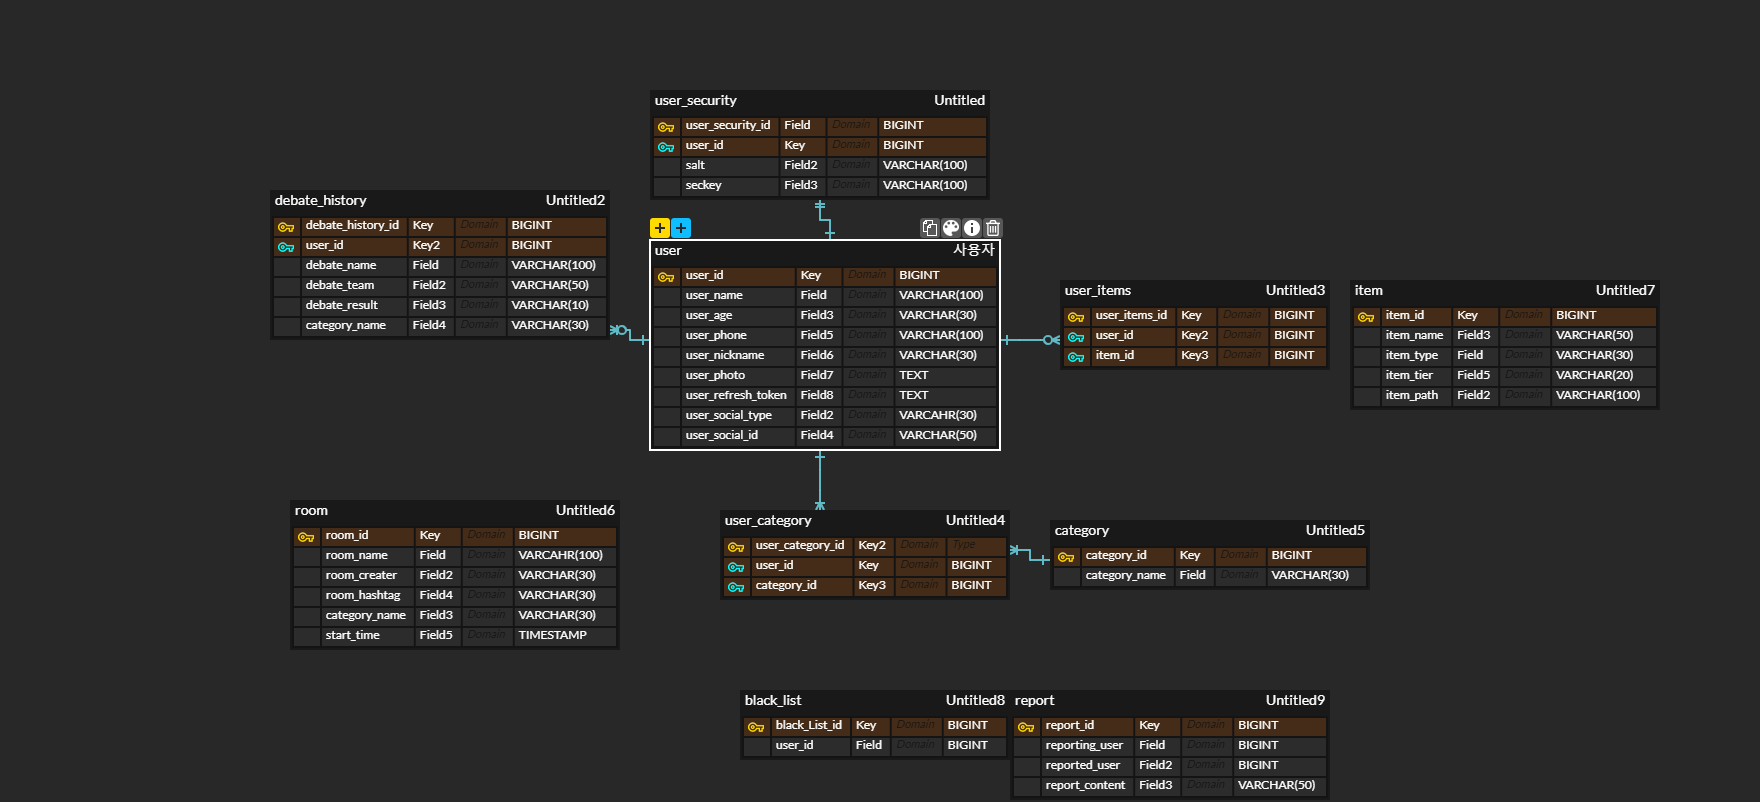 user_security Untitled
user_security_id Field Domain BIGINT
user_id Key Domain BIGINT
salt Field2 Domain VARCHAR(100)
seckey Field3 Domain VARCHAR(100)
debate_history Untitled2
debate_history_id Key Domain BIGINT
user_id Key2 Domain BIGINT
debate_name Field Domain VARCHAR(100)
debate_team Field2 Domain VARCHAR(50)
debate_result Field3 Domain VARCHAR(10)
category_name Field4 Domain VARCHAR(30)
user 사용자
user_id Key Domain BIGINT
user_name Field Domain VARCHAR(100)
user_age Field3 Domain VARCHAR(30)
user_phone Field5 Domain VARCHAR(100)
user_nickname Field6 Domain VARCHAR(30)
user_photo Field7 Domain TEXT
user_refresh_token Field8 Domain TEXT
user_social_type Field2 Domain VARCAHR(30)
user_social_id Field4 Domain VARCHAR(50)
user_items Untitled3
user_items_id Key Domain BIGINT
user_id Key2 Domain BIGINT
item_id Key3 Domain BIGINT
item Untitled7
item_id Key Domain BIGINT
item_name Field3 Domain VARCHAR(50)
item_type Field Domain VARCHAR(30)
item_tier Field5 Domain VARCHAR(20)
item_path Field2 Domain VARCHAR(100)
room Untitled6
room_id Key Domain BIGINT
room_name Field Domain VARCAHR(100)
room_creater Field2 Domain VARCHAR(30)
room_hashtag Field4 Domain VARCHAR(30)
category_name Field3 Domain VARCHAR(30)
start_time Field5 Domain TIMESTAMP
user_category Untitled4
user_category_id Key2 Domain Type
user_id Key Domain BIGINT
category_id Key3 Domain BIGINT
category Untitled5
category_id Key Domain BIGINT
category_name Field Domain VARCHAR(30)
black_list Untitled8
black_List_id Key Domain BIGINT
user_id Field Domain BIGINT
report Untitled9
report_id Key Domain BIGINT
reporting_user Field Domain BIGINT
reported_user Field2 Domain BIGINT
report_content Field3 Domain VARCHAR(50)